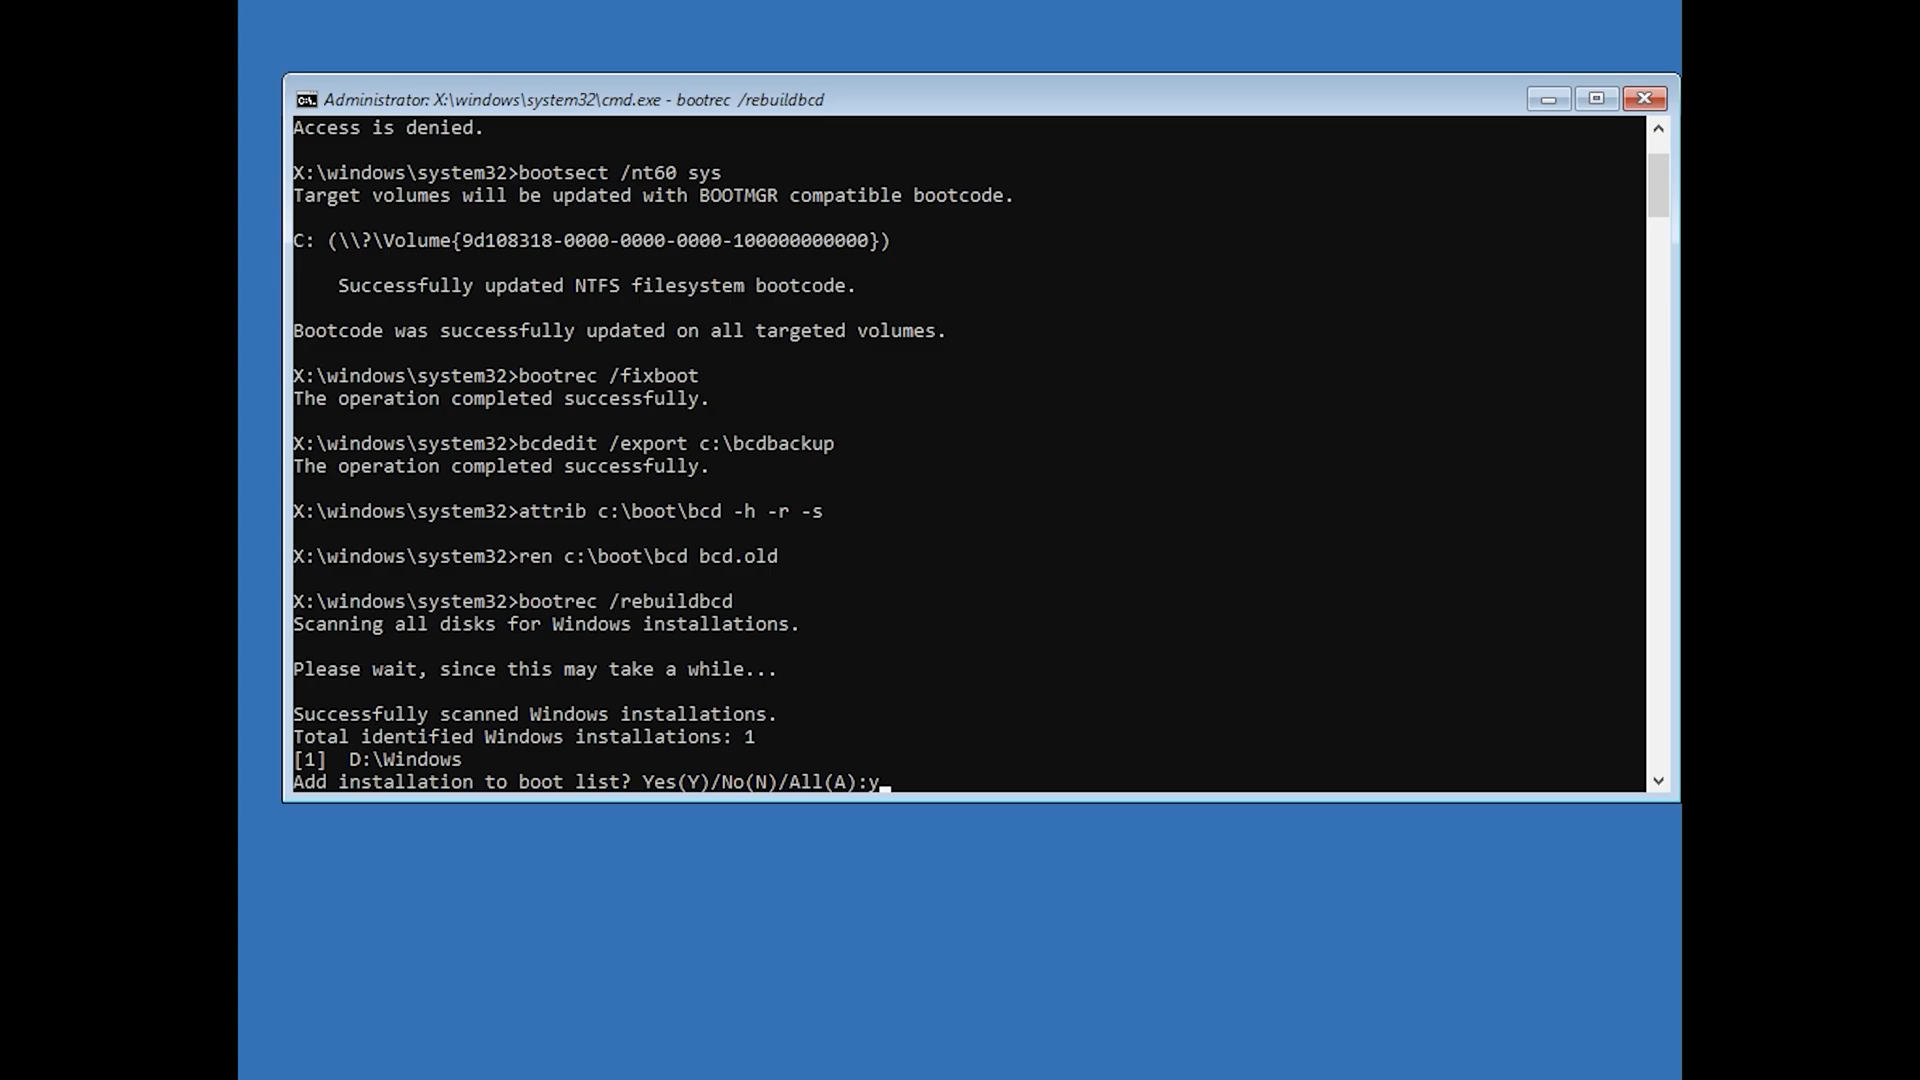 Administrator: X:\windows\system32\cmd.exe - bootrec /rebuildbcd
Access is denied.
X:\windows\system32>bootsect /nt60 sys
Target volumes will be updated with BOOTMGR compatible bootcode.
C: (\\?\Volume{9d108318-0000-0000-0000-100000000000})
Successfully updated NTFS filesystem bootcode.
Bootcode was successfully updated on all targeted volumes.
X:\windows\system32>bootrec /fixboot
The operation completed successfully.
X:\windows\system32>bcdedit /export c:\bcdbackup
The operation completed successfully.
X:\windows\system32>attrib c:\boot\bcd -h -r -s
X:\windows\system32>ren c:\boot\bcd bcd.old
X:\windows\system32>bootrec /rebuildbcd
Scanning all disks for Windows installations.
Please wait, since this may take a while...
Successfully scanned Windows installations.
Total identified Windows installations: 1
[1]  D:\Windows
Add installation to boot list? Yes(Y)/No(N)/All(A):y